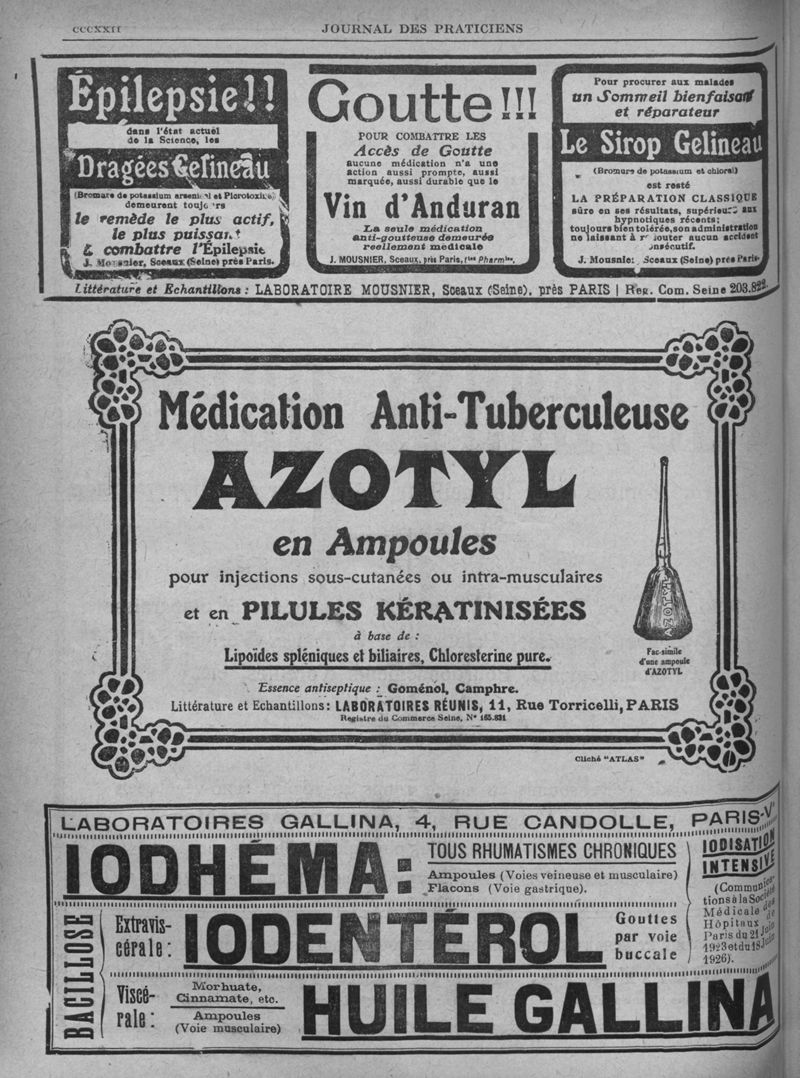 CCCXXII
JOURNAL DES PRATICIENS
Épilepsie!!
dans l'état actuel
de la Science, les
Dragées Gelineau
(Bromure de potassium arsenical et Picrotoxine)
demeurent toujours
le remède le plus actif,
le plus puissant
à combattre l'Épilepsie
J. Mousnier, Sceaux (Seine) près Paris.
Goutte!!!
POUR COMBATTRE LES
Accès de Goutte
aucune médication n'a une
action aussi prompte, aussi
marquée, aussi durable que le
Vin d'Anduran
La seule médication
anti-goutteuse demeurée
reellement médicale
J. MOUSNIER, Sceaux, près Paris, et les Pharmies.
Pour procurer aux malades
un Sommeil bienfaisant
et réparateur
Le Sirop Gelineau
(Bromure de potassium et chloral)
est resté
LA PRÉPARATION CLASSIQUE
sûre en ses résultats, supérieure aux
hypnotiques récents;
toujours bien tolérée, son administration
ne laissant à redouter aucun accident
consécutif.
J. Mousnier Sceaux (Seine) près Paris
Littérature et Echantillons : LABORATOIRE MOUSNIER, Sceaux (Seine), près PARIS | Reg. Com. Seine 203.822.
Médication Anti-Tuberculeuse
AZOTYL
en Ampoules
pour injections sous-cutanées ou intra-musculaires
et en PILULES KÉRATINISÉES
à base de :
Lipoïdes spléniques et biliaires, Chloresterine pure.
Essence antiseptique : Goménol, Camphre.
Littérature et Echantillons : LABORATOIRES RÉUNIS, 11, Rue Torricelli, PARIS
Registre du Commerce Seine, N° 165.831
AZOTYL
Fac-simile
d'une ampoule
d'AZOTYL
Cliché "ATLAS"
LABORATOIRES GALLINA, 4, RUE CANDOLLE, PARIS-Ve
IODHÉMA :
TOUS RHUMATISMES CHRONIQUES
Ampoules (Voies veineuse et musculaire)
Flacons (Voie gastrique).
IODISATION
INTENSIVE
(Communica-
tions à la Société
Médicale des
Hôpitaux de
Paris du 21 Juin
1923 et du 18 Juin
1926).
BACILLOSE
Extravis-
cérale :
IODENTÉROL
Gouttes
par voie
buccale
Viscé-
rale :
Morhuate,
Cinnamate, etc.
Ampoules
(Voie musculaire)
HUILE GALLINA